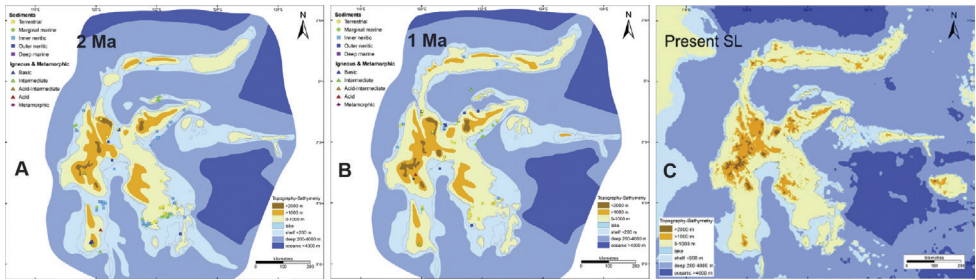 2 Ma
N
Sediments
Terrestrial
Marginal marine
Inner neritic
Outer neritic
Deep marine
Igneous & Metamorphic
Basic
Intermediate
Acid-Intermediate
Acid
Metamorphic
A
Topography-Bathymetry
>2000 m
>1000 m
0-1000 m
lake
shelf <200 m
deep 200-4000 m
oceanic >4000 m
kilometres
1 Ma
N
Sediments
Terrestrial
Marginal marine
Inner neritic
Outer neritic
Deep marine
Igneous & Metamorphic
Basic
Intermediate
Acid-Intermediate
Acid
Metamorphic
B
Topography-Bathymetry
>2000 m
>1000 m
0-1000 m
lake
shelf <200 m
deep 200-4000 m
oceanic >4000 m
kilometres
Present SL
N
C
Topography-Bathymetry
>2000 m
>1000 m
0-1000 m
lake
shelf <200 m
deep 200-4000 m
oceanic >4000 m
kilometres